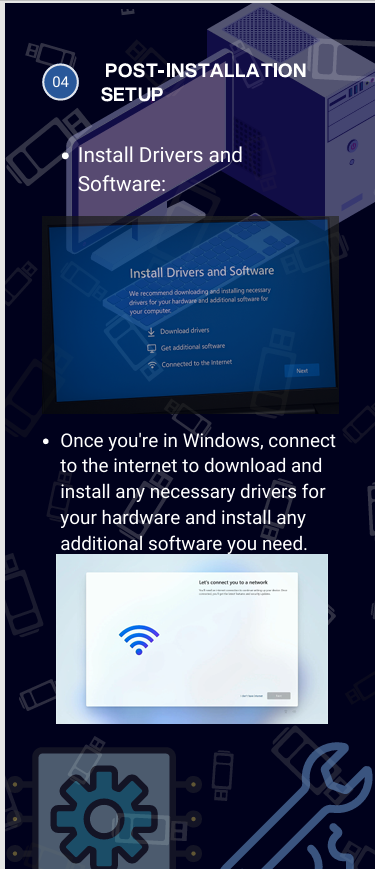 04
POST-INSTALLATION
SETUP
• Install Drivers and
Software:
Install Drivers and Software
We recommend downloading and installing necessary
drivers for your hardware and additional software for
your computer.
Download drivers
Get additional software
Connected to the Internet
Next
• Once you're in Windows, connect
to the internet to download and
install any necessary drivers for
your hardware and install any
additional software you need.
Let's connect you to a network